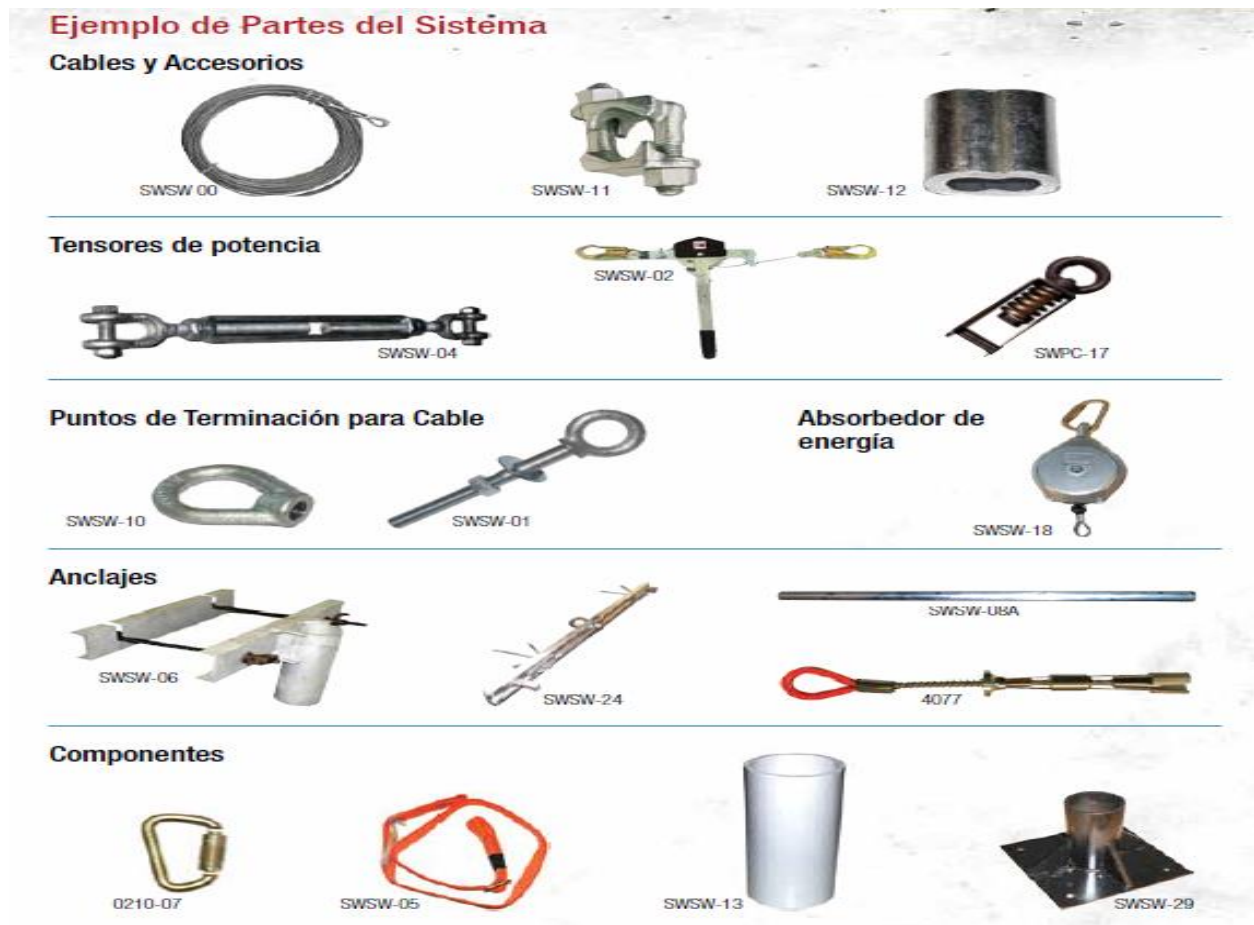 Ejemplo de Partes del Sistema
Cables y Accesorios
SWSW 00
SWSW-11
SWSW-12
Tensores de potencia
SWSW-02
SWSW-04
SWPC-17
Puntos de Terminación para Cable
Absorbedor de
energía
SWSW-10
SWSW-01
SWSW-18
Anclajes
SWSW-08A
SWSW-06
SWSW-24
4077
Componentes
0210-07
SWSW-05
SWSW-13
SWSW-29